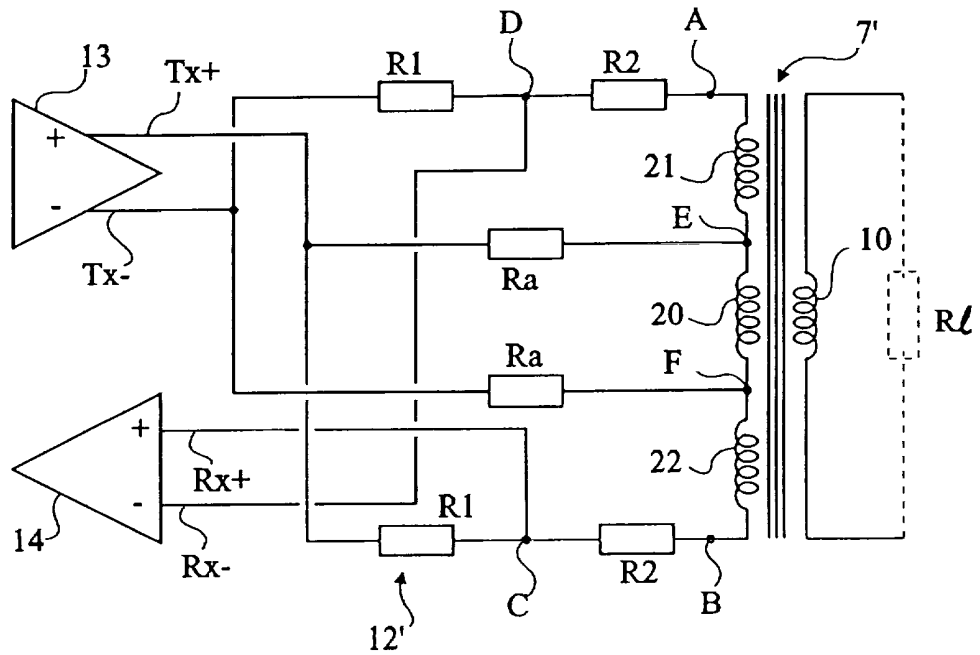 13
Tx+
+
-
Tx-
R1
D
R2
A
7'
21
E
Ra
20
10
Rℓ
Ra
F
22
+
Rx+
-
Rx-
14
R1
C
R2
B
12'